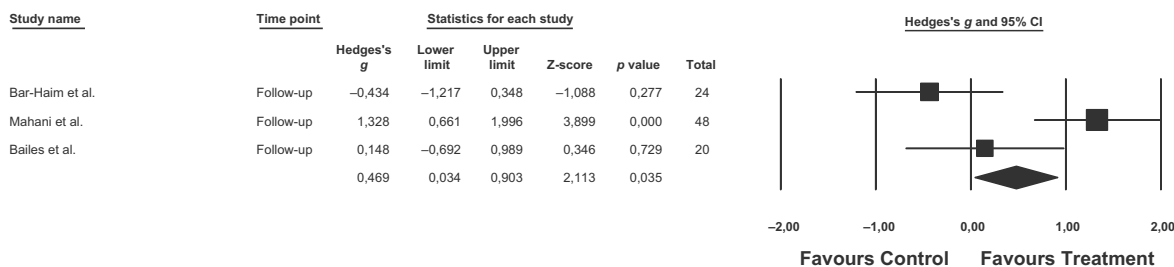 Study name Time point Statistics for each study Hedges's g and 95% CI
Hedges's g Lower limit Upper limit Z-score p value Total
Bar-Haim et al. Follow-up –0,434 –1,217 0,348 –1,088 0,277 24
Mahani et al. Follow-up 1,328 0,661 1,996 3,899 0,000 48
Bailes et al. Follow-up 0,148 –0,692 0,989 0,346 0,729 20
0,469 0,034 0,903 2,113 0,035
–2,00 –1,00 0,00 1,00 2,00
Favours Control Favours Treatment